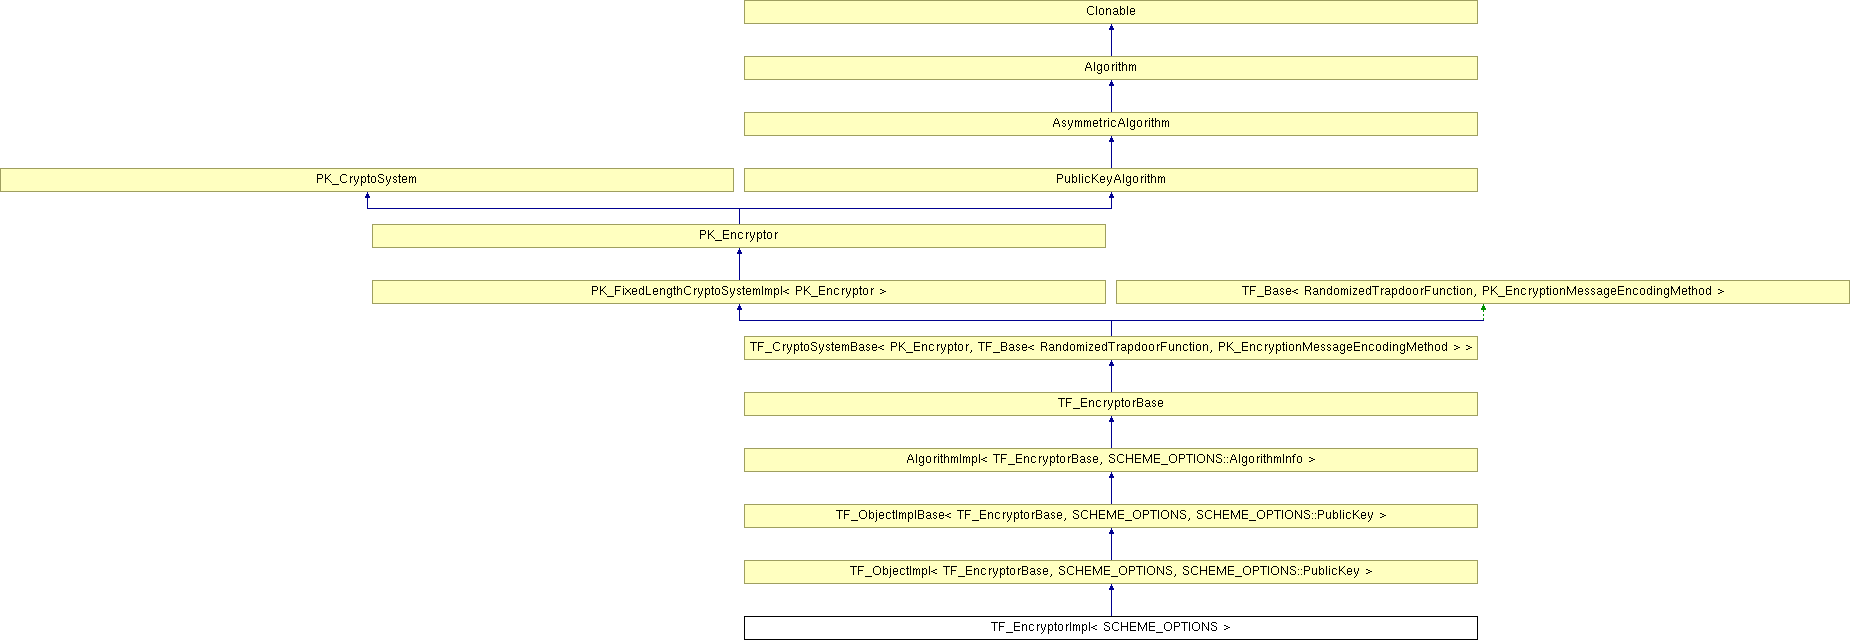 Clonable
Algorithm
AsymmetricAlgorithm
PK_CryptoSystem
PublicKeyAlgorithm
PK_Encryptor
PK_FixedLengthCryptoSystemImpl< PK_Encryptor >
TF_Base< RandomizedTrapdoorFunction, PK_EncryptionMessageEncodingMethod >
TF_CryptoSystemBase< PK_Encryptor, TF_Base< RandomizedTrapdoorFunction, PK_EncryptionMessageEncodingMethod > >
TF_EncryptorBase
AlgorithmImpl< TF_EncryptorBase, SCHEME_OPTIONS::AlgorithmInfo >
TF_ObjectImplBase< TF_EncryptorBase, SCHEME_OPTIONS, SCHEME_OPTIONS::PublicKey >
TF_ObjectImpl< TF_EncryptorBase, SCHEME_OPTIONS, SCHEME_OPTIONS::PublicKey >
TF_EncryptorImpl< SCHEME_OPTIONS >